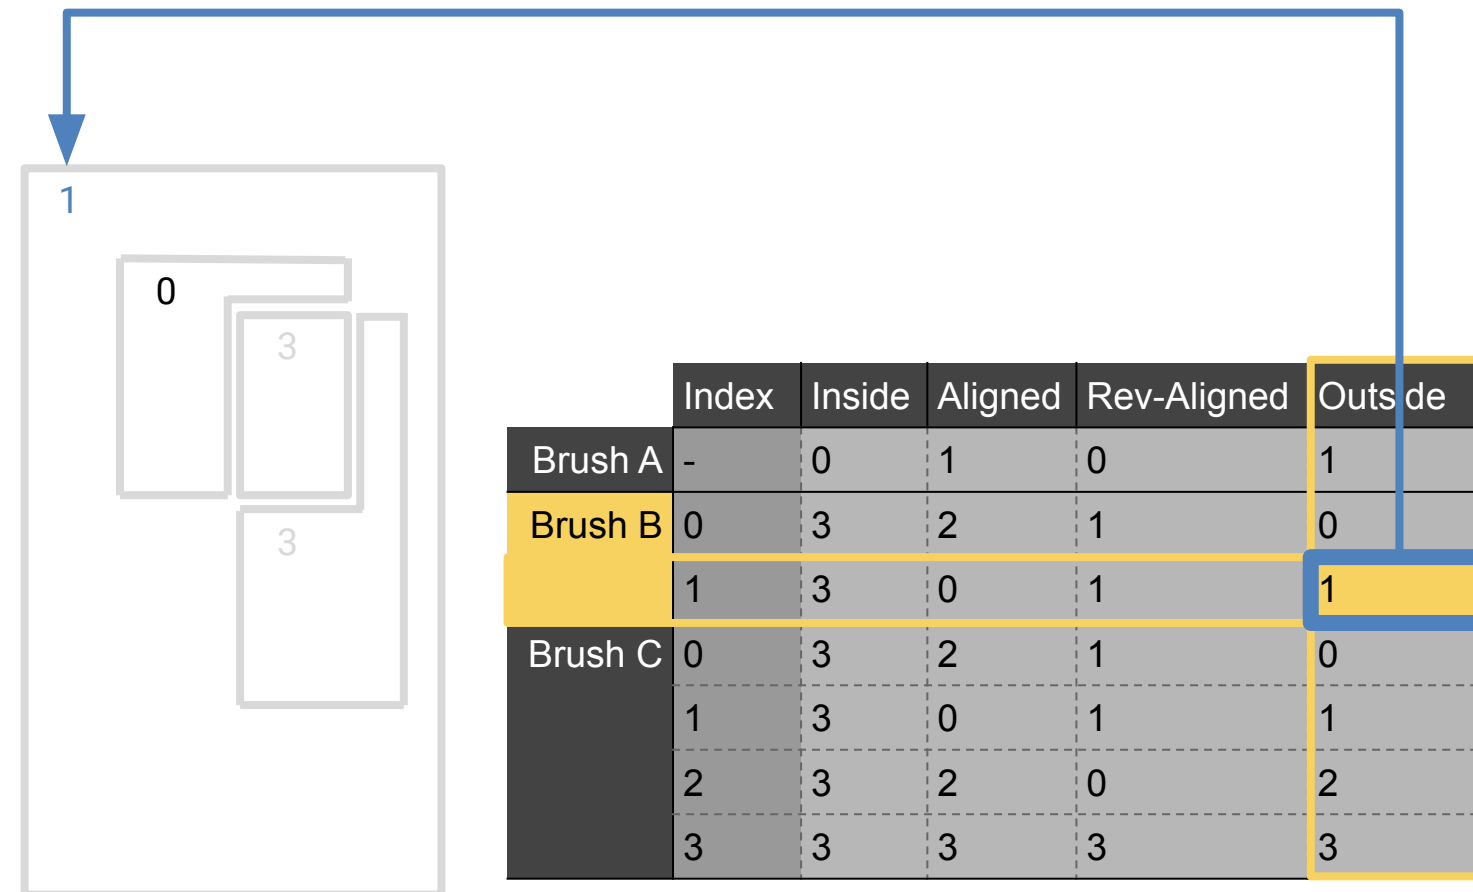 1
0
3
3
Index Inside Aligned Rev-Aligned Outside
Brush A - 0 1 0 1
Brush B 0 3 2 1 0
1 3 0 1 1
Brush C 0 3 2 1 0
1 3 0 1 1
2 3 2 0 2
3 3 3 3 3